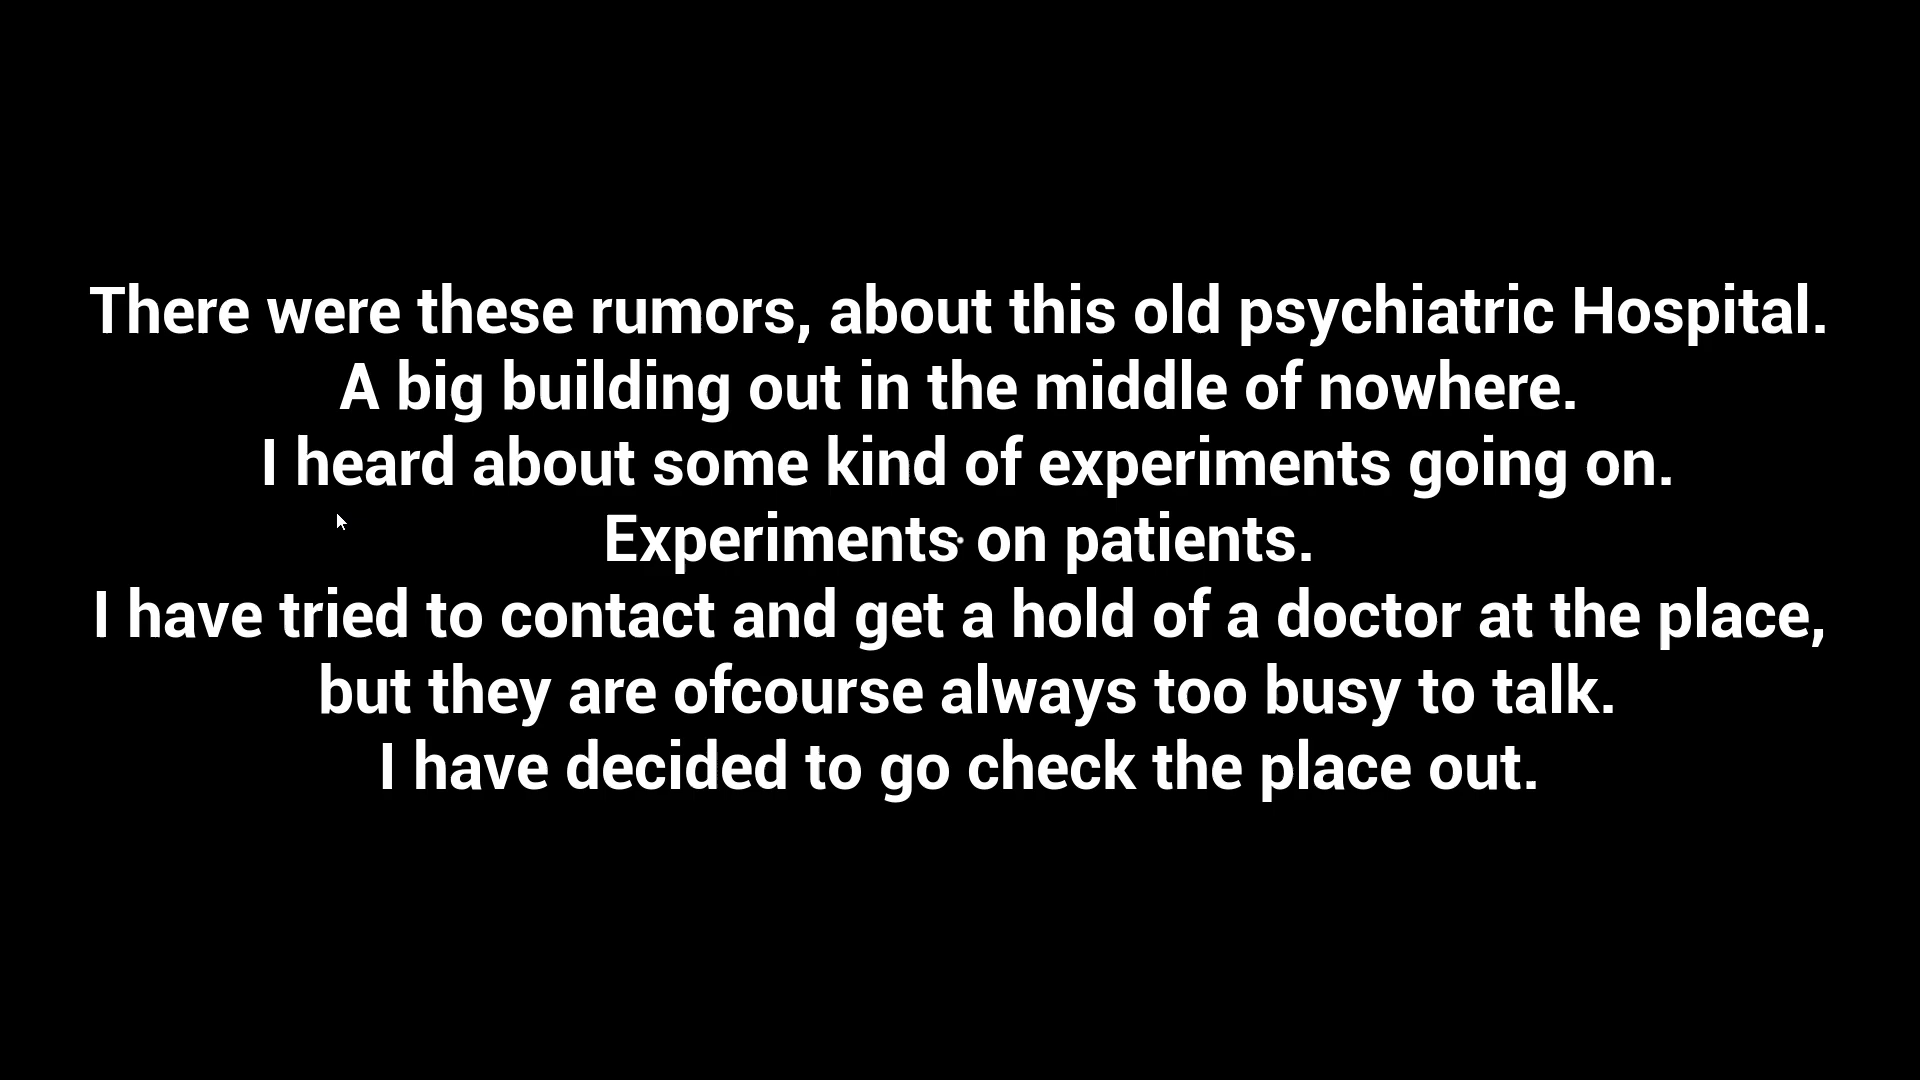 There were these rumors, about this old psychiatric Hospital.
A big building out in the middle of nowhere.
I heard about some kind of experiments going on.
Experiments on patients.
I have tried to contact and get a hold of a doctor at the place,
but they are ofcourse always too busy to talk.
I have decided to go check the place out.